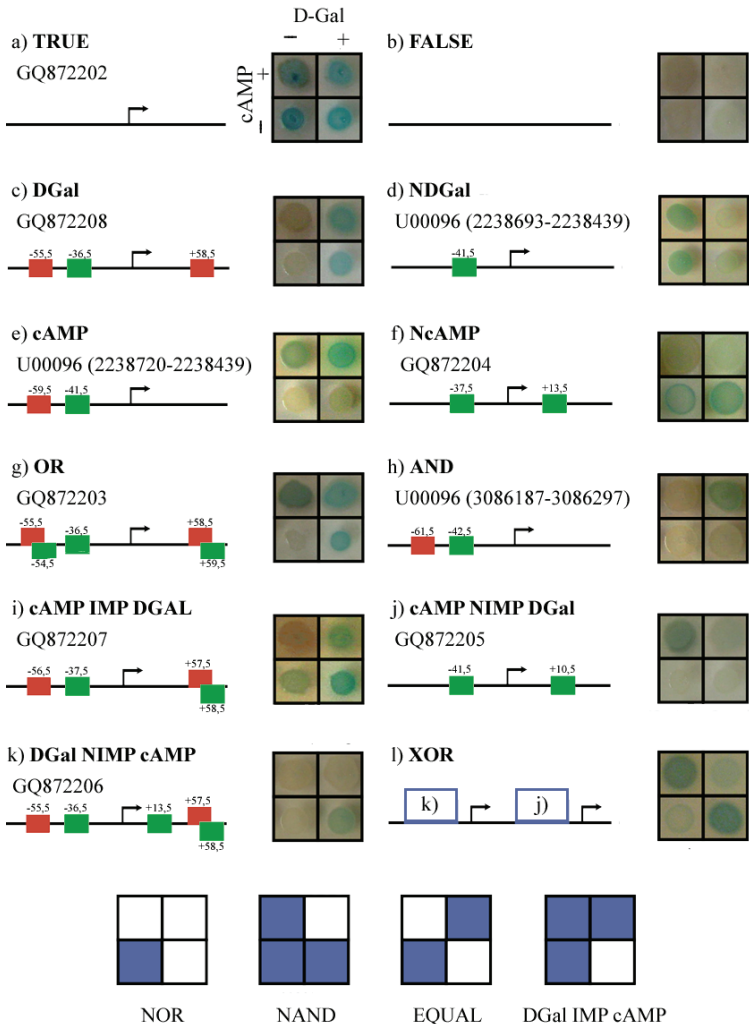 D-Gal
− +
cAMP
+
−
a) TRUE
GQ872202
b) FALSE
c) DGal
GQ872208
-55,5 -36,5 +58,5
d) NDGal
U00096 (2238693-2238439)
-41,5
e) cAMP
U00096 (2238720-2238439)
-59,5 -41,5
f) NcAMP
GQ872204
-37,5 +13,5
g) OR
GQ872203
-55,5 -36,5 +58,5
-54,5 +59,5
h) AND
U00096 (3086187-3086297)
-61,5 -42,5
i) cAMP IMP DGAL
GQ872207
-56,5 -37,5 +57,5
+58,5
j) cAMP NIMP DGal
GQ872205
-41,5 +10,5
k) DGal NIMP cAMP
GQ872206
-55,5 -36,5 +13,5 +57,5
+58,5
l) XOR
k) j)
NOR NAND EQUAL DGal IMP cAMP